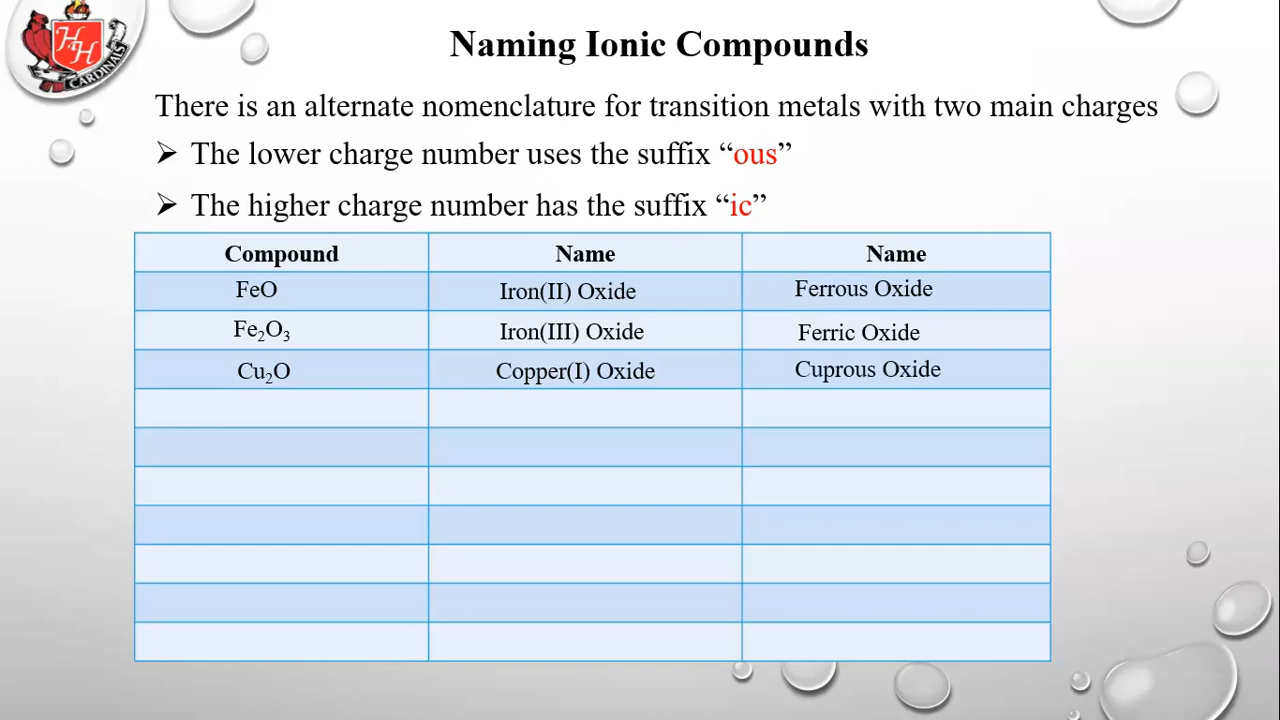 HH
CARDINALS
Naming Ionic Compounds
There is an alternate nomenclature for transition metals with two main charges
➤ The lower charge number uses the suffix “ous”
➤ The higher charge number has the suffix “ic”
Compound Name Name
FeO Iron(II) Oxide Ferrous Oxide
Fe₂O₃ Iron(III) Oxide Ferric Oxide
Cu₂O Copper(I) Oxide Cuprous Oxide